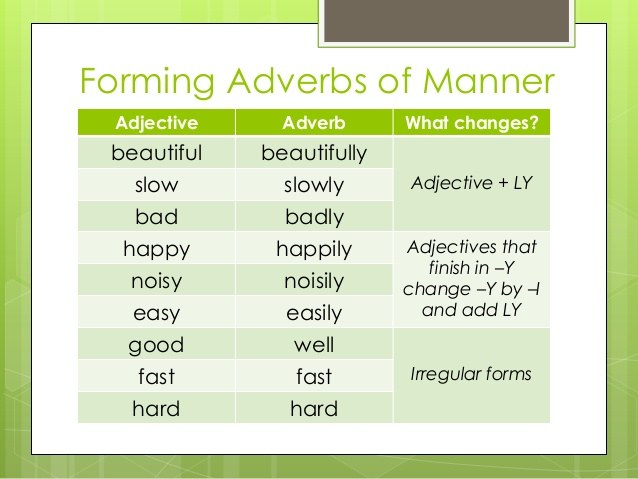 Forming Adverbs of Manner
Adjective Adverb What changes?
beautiful beautifully
slow slowly Adjective + LY
bad badly
happy happily Adjectives that
finish in –Y
noisy noisily change –Y by –I
easy easily and add LY
good well
fast fast Irregular forms
hard hard